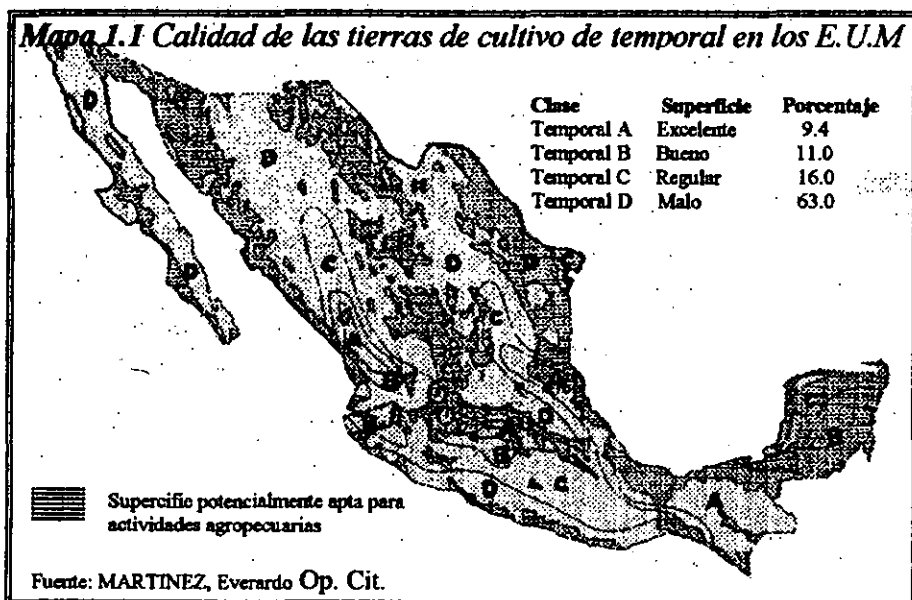 Mapa 1.1 Calidad de las tierras de cultivo de temporal en los E.U.M
Clase Superficie Porcentaje
Temporal A Excelente 9.4
Temporal B Bueno 11.0
Temporal C Regular 16.0
Temporal D Malo 63.0
D
D
D
C
D
D
C
C
D
B
D
C
A
Supercific potencialmente apta para
actividades agropecuarias
Fuente: MARTINEZ, Everardo Op. Cit.